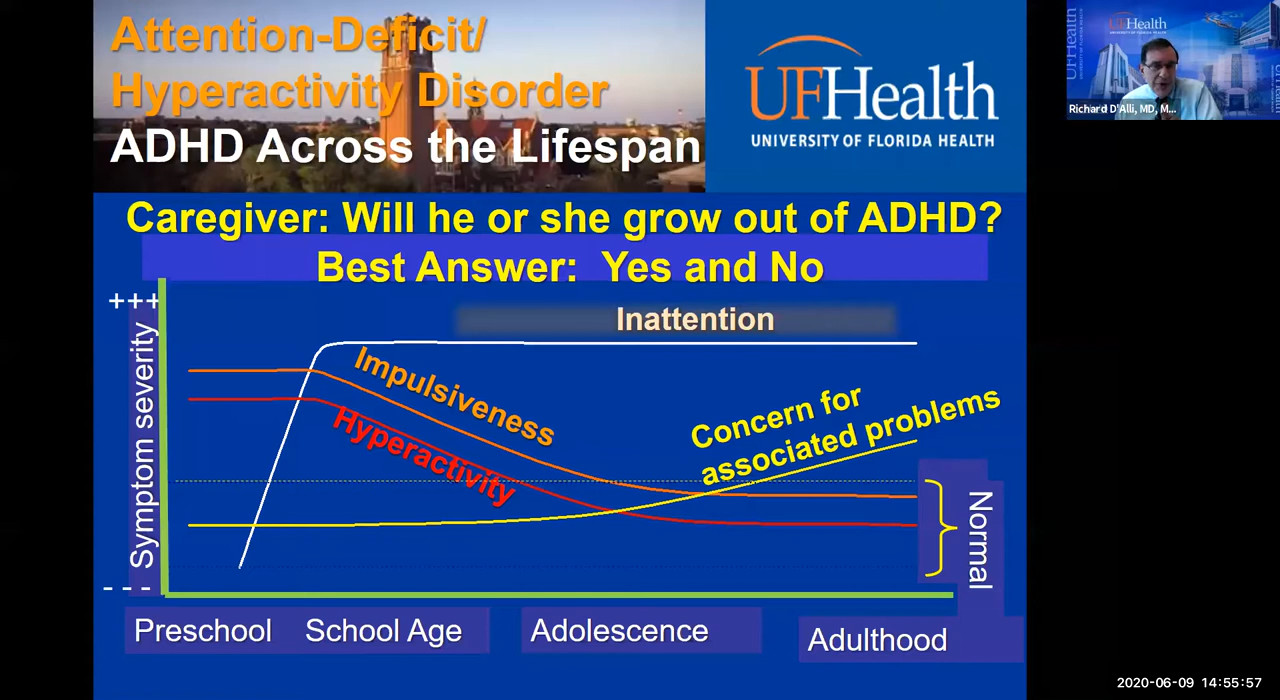 Attention-Deficit/
Hyperactivity Disorder
ADHD Across the Lifespan
UFHealth
UNIVERSITY OF FLORIDA HEALTH
UFHealth
Richard D'Alli, MD, M...
Caregiver: Will he or she grow out of ADHD?
Best Answer: Yes and No
+++
Symptom severity
- - -
Inattention
Impulsiveness
Hyperactivity
Concern for
associated problems
Normal
Preschool
School Age
Adolescence
Adulthood
2020-06-09 14:55:57